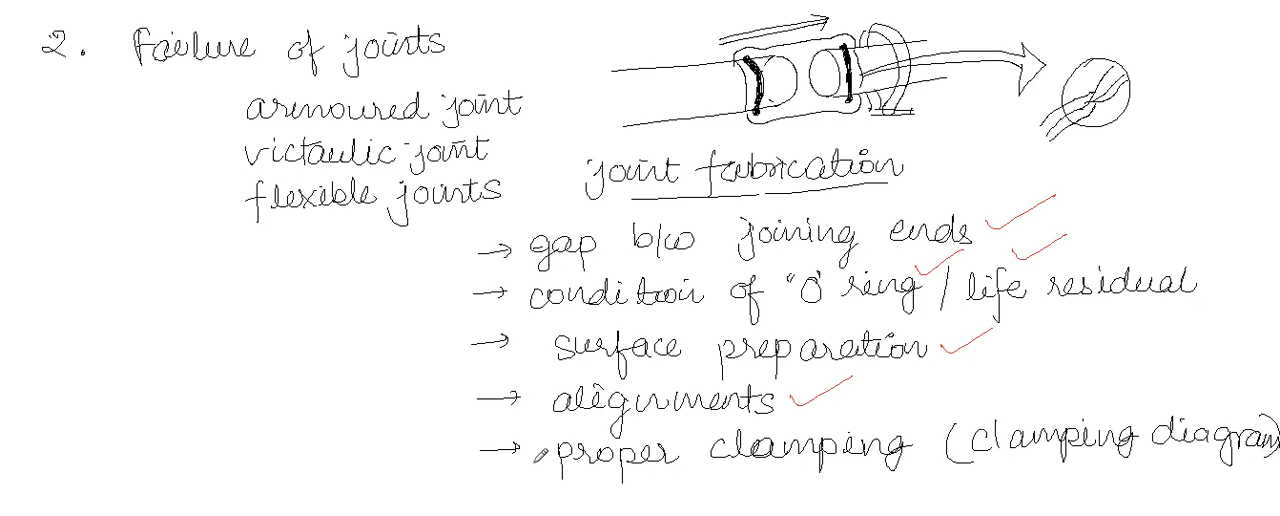 2. Failure of joints
armoured joint
victaulic joint
flexible joints
joint fabrication
→ gap b/w joining ends
→ condition of "O" ring / life residual
→ surface preparation
→ alignments
→ proper clamping (clamping diagram)